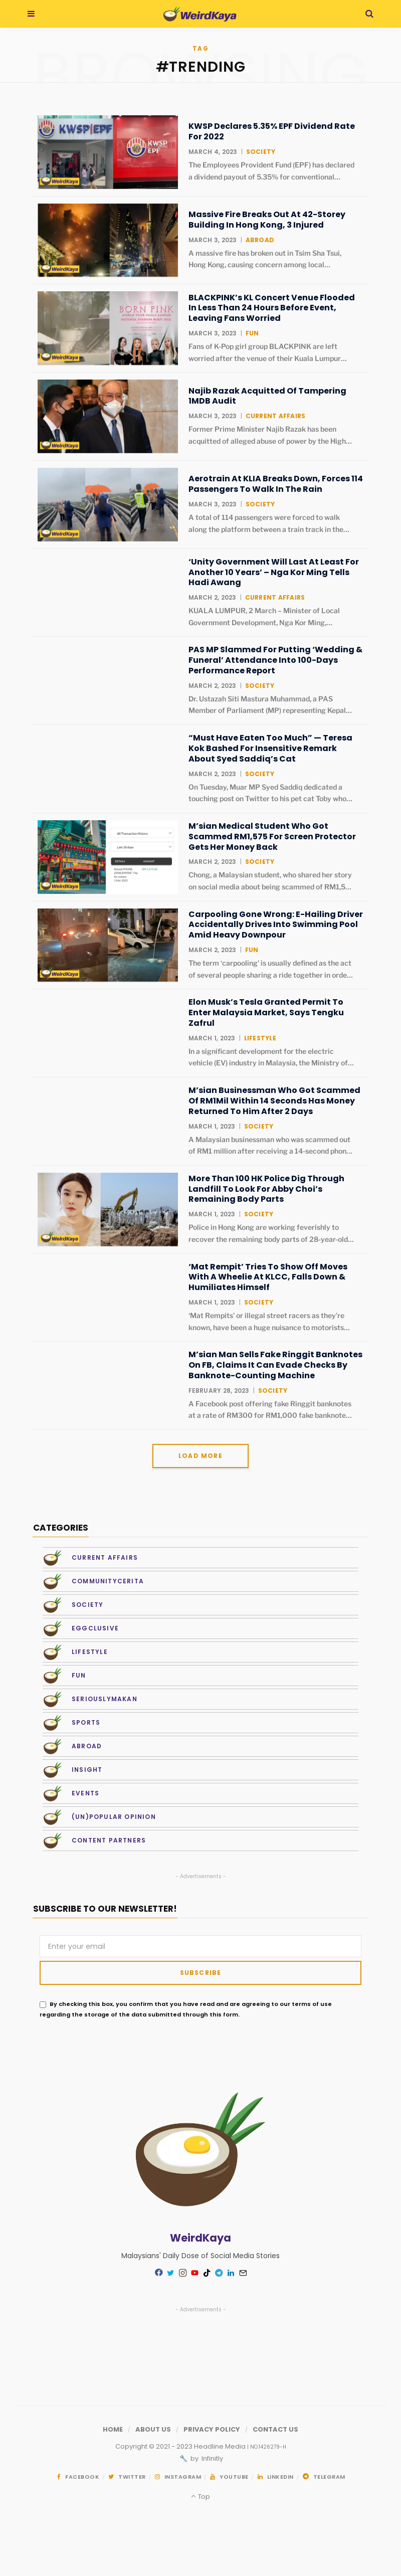 WeirdKaya
BROWSING
TAG
#TRENDING
KWSP Declares 5.35% EPF Dividend Rate
For 2022
MARCH 4, 2023 | SOCIETY
The Employees Provident Fund (EPF) has declared
a dividend payout of 5.35% for conventional...
Massive Fire Breaks Out At 42-Storey
Building In Hong Kong, 3 Injured
MARCH 3, 2023 | ABROAD
A massive fire has broken out in Tsim Sha Tsui,
Hong Kong, causing concern among local...
BLACKPINK’s KL Concert Venue Flooded
In Less Than 24 Hours Before Event,
Leaving Fans Worried
MARCH 3, 2023 | FUN
Fans of K-Pop girl group BLACKPINK are left
worried after the venue of their Kuala Lumpur...
Najib Razak Acquitted Of Tampering
1MDB Audit
MARCH 3, 2023 | CURRENT AFFAIRS
Former Prime Minister Najib Razak has been
acquitted of alleged abuse of power by the High...
Aerotrain At KLIA Breaks Down, Forces 114
Passengers To Walk In The Rain
MARCH 3, 2023 | SOCIETY
A total of 114 passengers were forced to walk
along the platform between a train track in the...
‘Unity Government Will Last At Least For
Another 10 Years’ – Nga Kor Ming Tells
Hadi Awang
MARCH 2, 2023 | CURRENT AFFAIRS
KUALA LUMPUR, 2 March – Minister of Local
Government Development, Nga Kor Ming,...
PAS MP Slammed For Putting ‘Wedding &
Funeral’ Attendance Into 100-Days
Performance Report
MARCH 2, 2023 | SOCIETY
Dr. Ustazah Siti Mastura Muhammad, a PAS
Member of Parliament (MP) representing Kepal...
“Must Have Eaten Too Much” — Teresa
Kok Bashed For Insensitive Remark
About Syed Saddiq’s Cat
MARCH 2, 2023 | SOCIETY
On Tuesday, Muar MP Syed Saddiq dedicated a
touching post on Twitter to his pet cat Toby who...
M’sian Medical Student Who Got
Scammed RM1,575 For Screen Protector
Gets Her Money Back
MARCH 2, 2023 | SOCIETY
Chong, a Malaysian student, who shared her story
on social media about being scammed of RM1,5...
Carpooling Gone Wrong: E-Hailing Driver
Accidentally Drives Into Swimming Pool
Amid Heavy Downpour
MARCH 2, 2023 | FUN
The term ‘carpooling’ is usually defined as the act
of several people sharing a ride together in orde...
Elon Musk’s Tesla Granted Permit To
Enter Malaysia Market, Says Tengku
Zafrul
MARCH 1, 2023 | LIFESTYLE
In a significant development for the electric
vehicle (EV) industry in Malaysia, the Ministry of...
M’sian Businessman Who Got Scammed
Of RM1Mil Within 14 Seconds Has Money
Returned To Him After 2 Days
MARCH 1, 2023 | SOCIETY
A Malaysian businessman who was scammed out
of RM1 million after receiving a 14-second phon...
More Than 100 HK Police Dig Through
Landfill To Look For Abby Choi’s
Remaining Body Parts
MARCH 1, 2023 | SOCIETY
Police in Hong Kong are working feverishly to
recover the remaining body parts of 28-year-old...
‘Mat Rempit’ Tries To Show Off Moves
With A Wheelie At KLCC, Falls Down &
Humiliates Himself
MARCH 1, 2023 | SOCIETY
‘Mat Rempits’ or illegal street racers as they’re
known, have been a huge nuisance to motorists...
M’sian Man Sells Fake Ringgit Banknotes
On FB, Claims It Can Evade Checks By
Banknote-Counting Machine
FEBRUARY 28, 2023 | SOCIETY
A Facebook post offering fake Ringgit banknotes
at a rate of RM300 for RM1,000 fake banknote...
LOAD MORE
CATEGORIES
CURRENT AFFAIRS
COMMUNITYCERITA
SOCIETY
EGGCLUSIVE
LIFESTYLE
FUN
SERIOUSLYMAKAN
SPORTS
ABROAD
INSIGHT
EVENTS
(UN)POPULAR OPINION
CONTENT PARTNERS
- Advertisements -
SUBSCRIBE TO OUR NEWSLETTER!
Enter your email
SUBSCRIBE
By checking this box, you confirm that you have read and are agreeing to our terms of use
regarding the storage of the data submitted through this form.
WeirdKaya
Malaysians' Daily Dose of Social Media Stories
- Advertisements -
HOME / ABOUT US / PRIVACY POLICY / CONTACT US
Copyright © 2021 - 2023 Headline Media | NO.1428279-H
by Infinitly
FACEBOOK / TWITTER / INSTAGRAM / YOUTUBE / LINKEDIN / TELEGRAM
Top